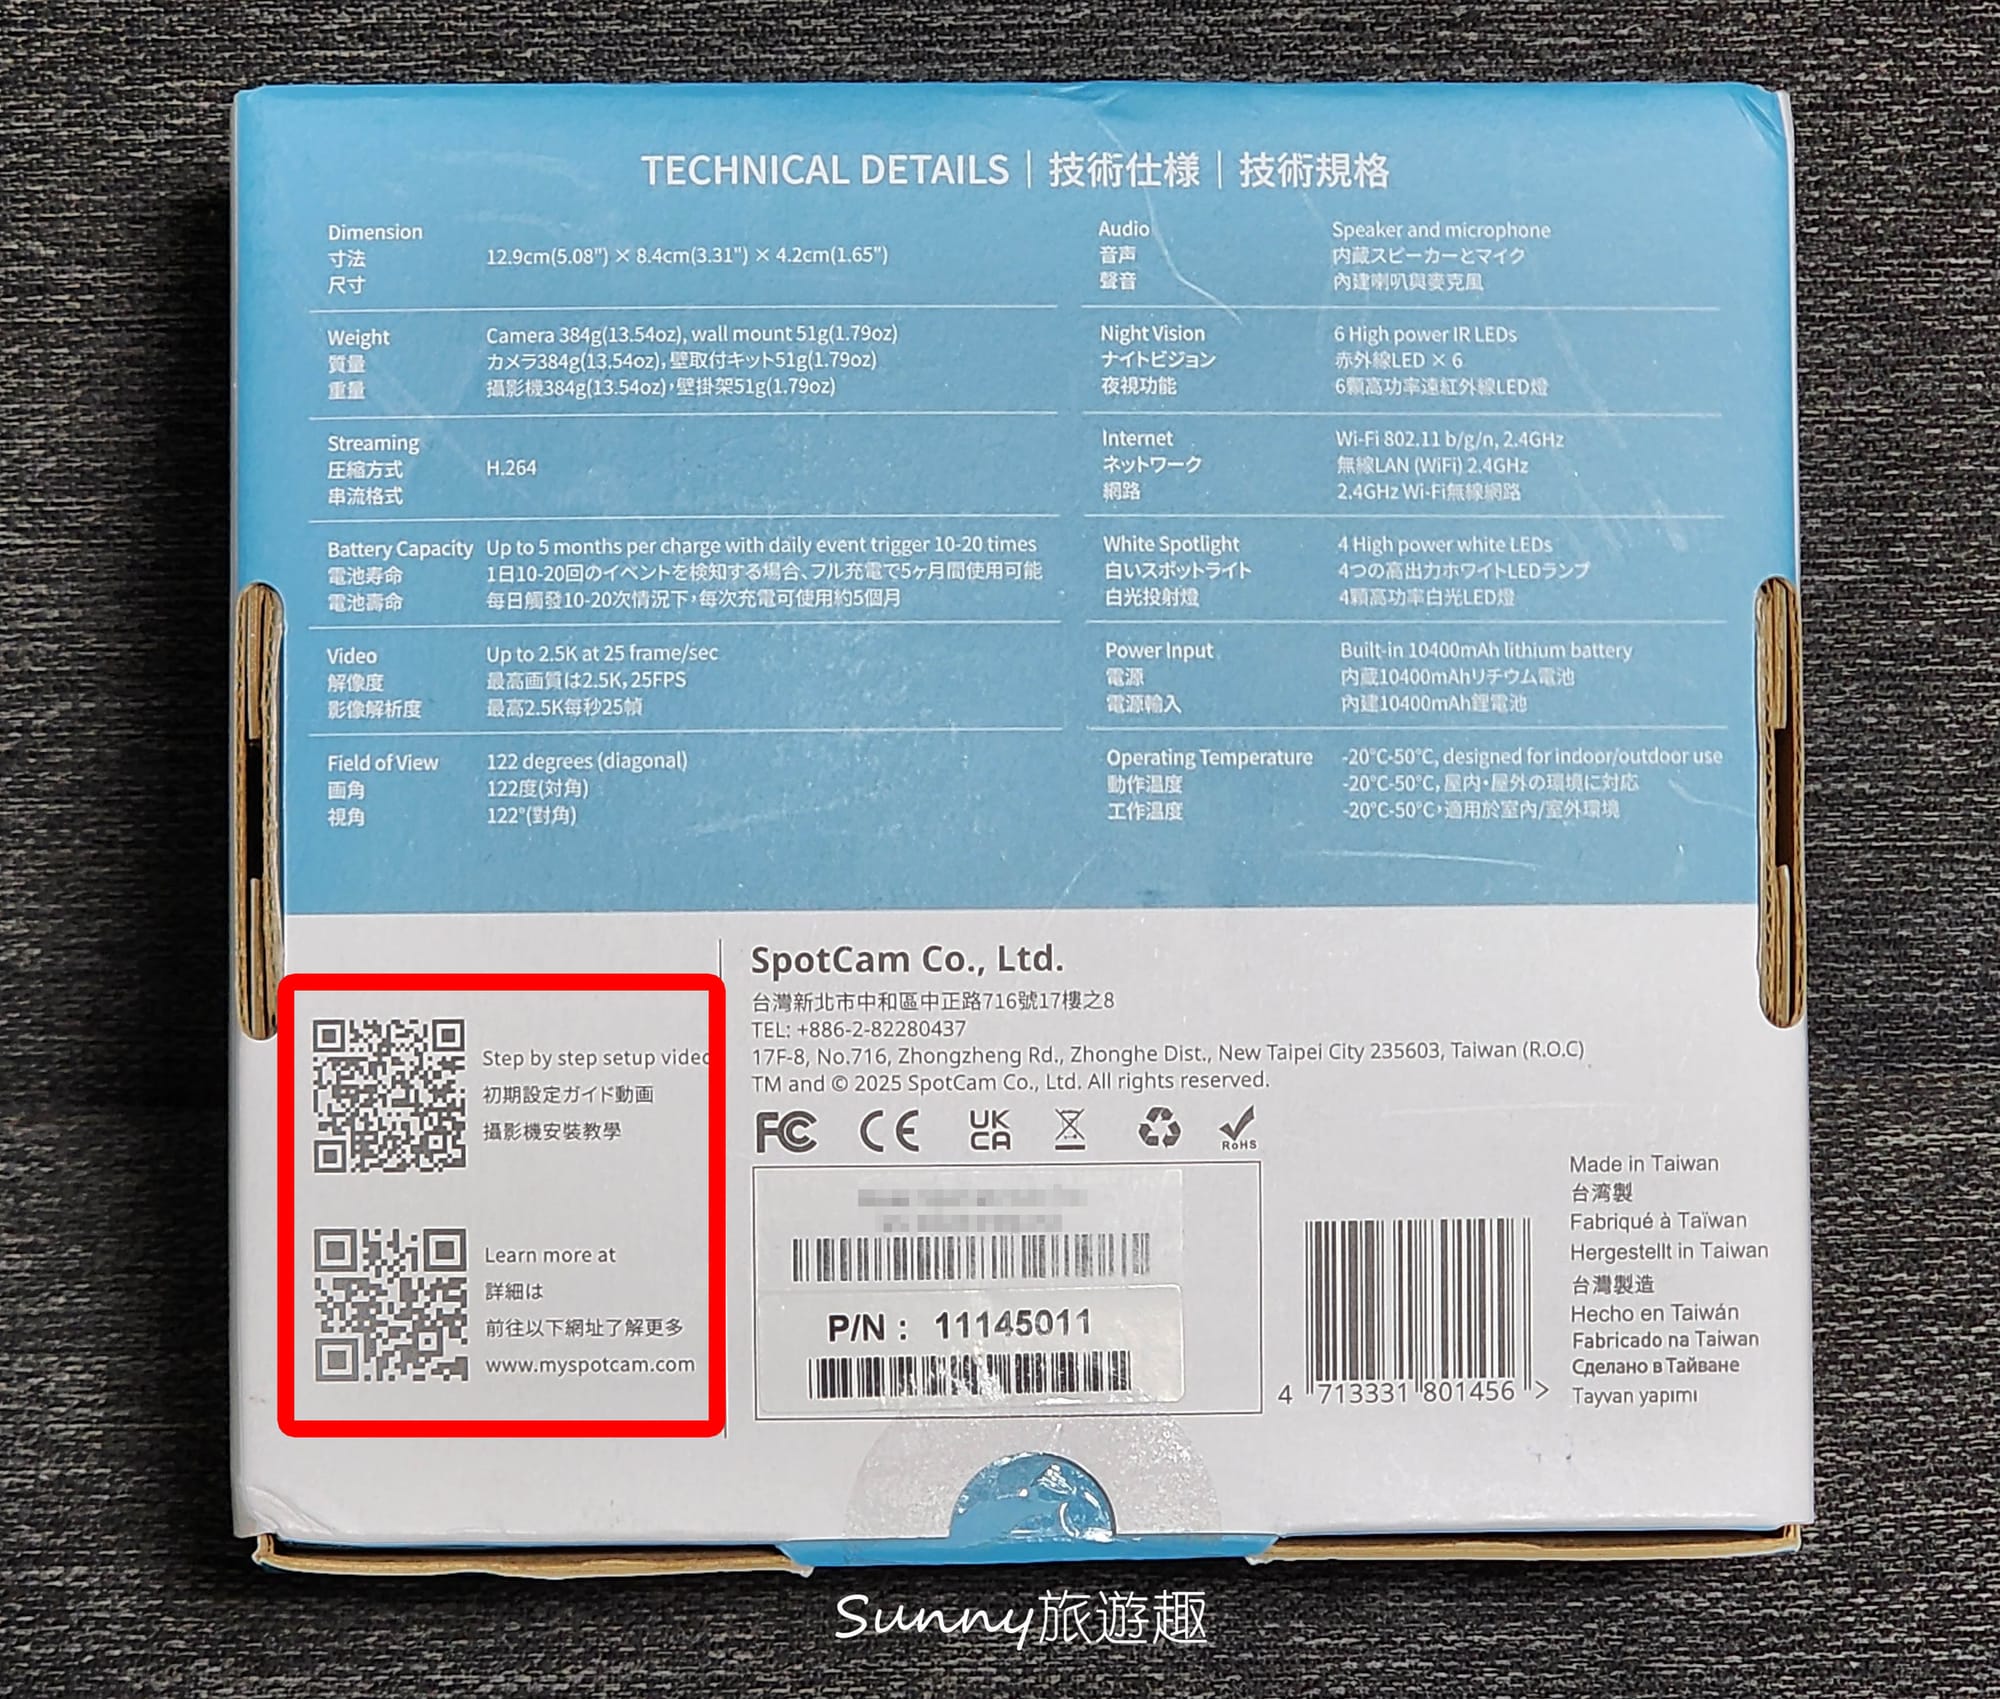 TECHNICAL DETAILS｜技術仕様｜技術規格
Dimension
寸法
尺寸
12.9cm(5.08") × 8.4cm(3.31") × 4.2cm(1.65")
Weight
質量
重量
Camera 384g(13.54oz), wall mount 51g(1.79oz)
カメラ384g(13.54oz)，壁取付キット51g(1.79oz)
攝影機384g(13.54oz)，壁掛架51g(1.79oz)
Streaming
圧縮方式
串流格式
H.264
Battery Capacity
電池寿命
電池壽命
Up to 5 months per charge with daily event trigger 10-20 times
1日10-20回のイベントを検知する場合、フル充電で5ヶ月間使用可能
每日觸發10-20次情況下，每次充電可使用約5個月
Video
解像度
影像解析度
Up to 2.5K at 25 frame/sec
最高画質は2.5K, 25FPS
最高2.5K每秒25幀
Field of View
画角
視角
122 degrees (diagonal)
122度(対角)
122°(對角)
Audio
音声
聲音
Speaker and microphone
内蔵スピーカーとマイク
內建喇叭與麥克風
Night Vision
ナイトビジョン
夜視功能
6 High power IR LEDs
赤外線LED × 6
6顆高功率遠紅外線LED燈
Internet
ネットワーク
網路
Wi-Fi 802.11 b/g/n, 2.4GHz
無線LAN (WiFi) 2.4GHz
2.4GHz Wi-Fi無線網路
White Spotlight
白いスポットライト
白光投射燈
4 High power white LEDs
4つの高出力ホワイトLEDランプ
4顆高功率白光LED燈
Power Input
電源
電源輸入
Built-in 10400mAh lithium battery
内蔵10400mAhリチウム電池
內建10400mAh鋰電池
Operating Temperature
動作温度
工作溫度
-20°C-50°C, designed for indoor/outdoor use
-20°C-50°C，屋内・屋外の環境に対応
-20°C-50°C，適用於室內/室外環境
Step by step setup video
初期設定ガイド動画
攝影機安裝教學
Learn more at
詳細は
前往以下網址了解更多
www.myspotcam.com
SpotCam Co., Ltd.
台灣新北市中和區中正路716號17樓之8
TEL: +886-2-82280437
17F-8, No.716, Zhongzheng Rd., Zhonghe Dist., New Taipei City 235603, Taiwan (R.O.C)
TM and © 2025 SpotCam Co., Ltd. All rights reserved.
FC CE UK CA RoHS
P/N : 11145011
4 713331 801456 >
Made in Taiwan
台湾製
Fabriqué à Taïwan
Hergestellt in Taiwan
台灣製造
Hecho en Taiwán
Fabricado na Taiwan
Сделано в Тайване
Tayvan yapımı
Sunny旅遊趣